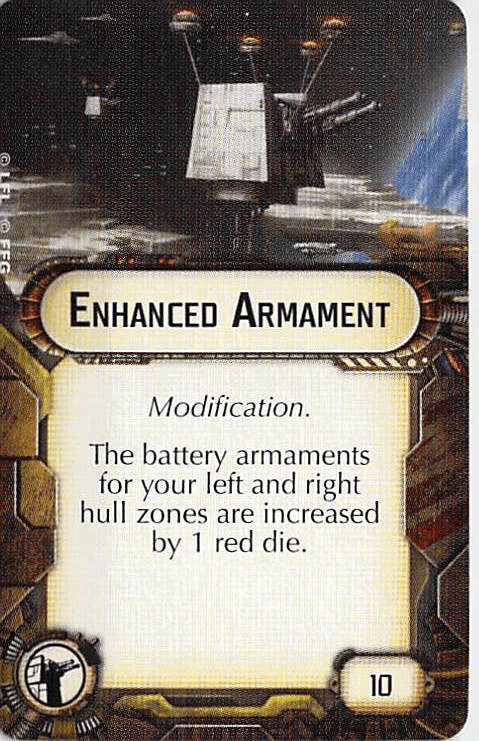 © LFL © FFG
ENHANCED ARMAMENT
Modification.
The battery armaments
for your left and right
hull zones are increased
by 1 red die.
10